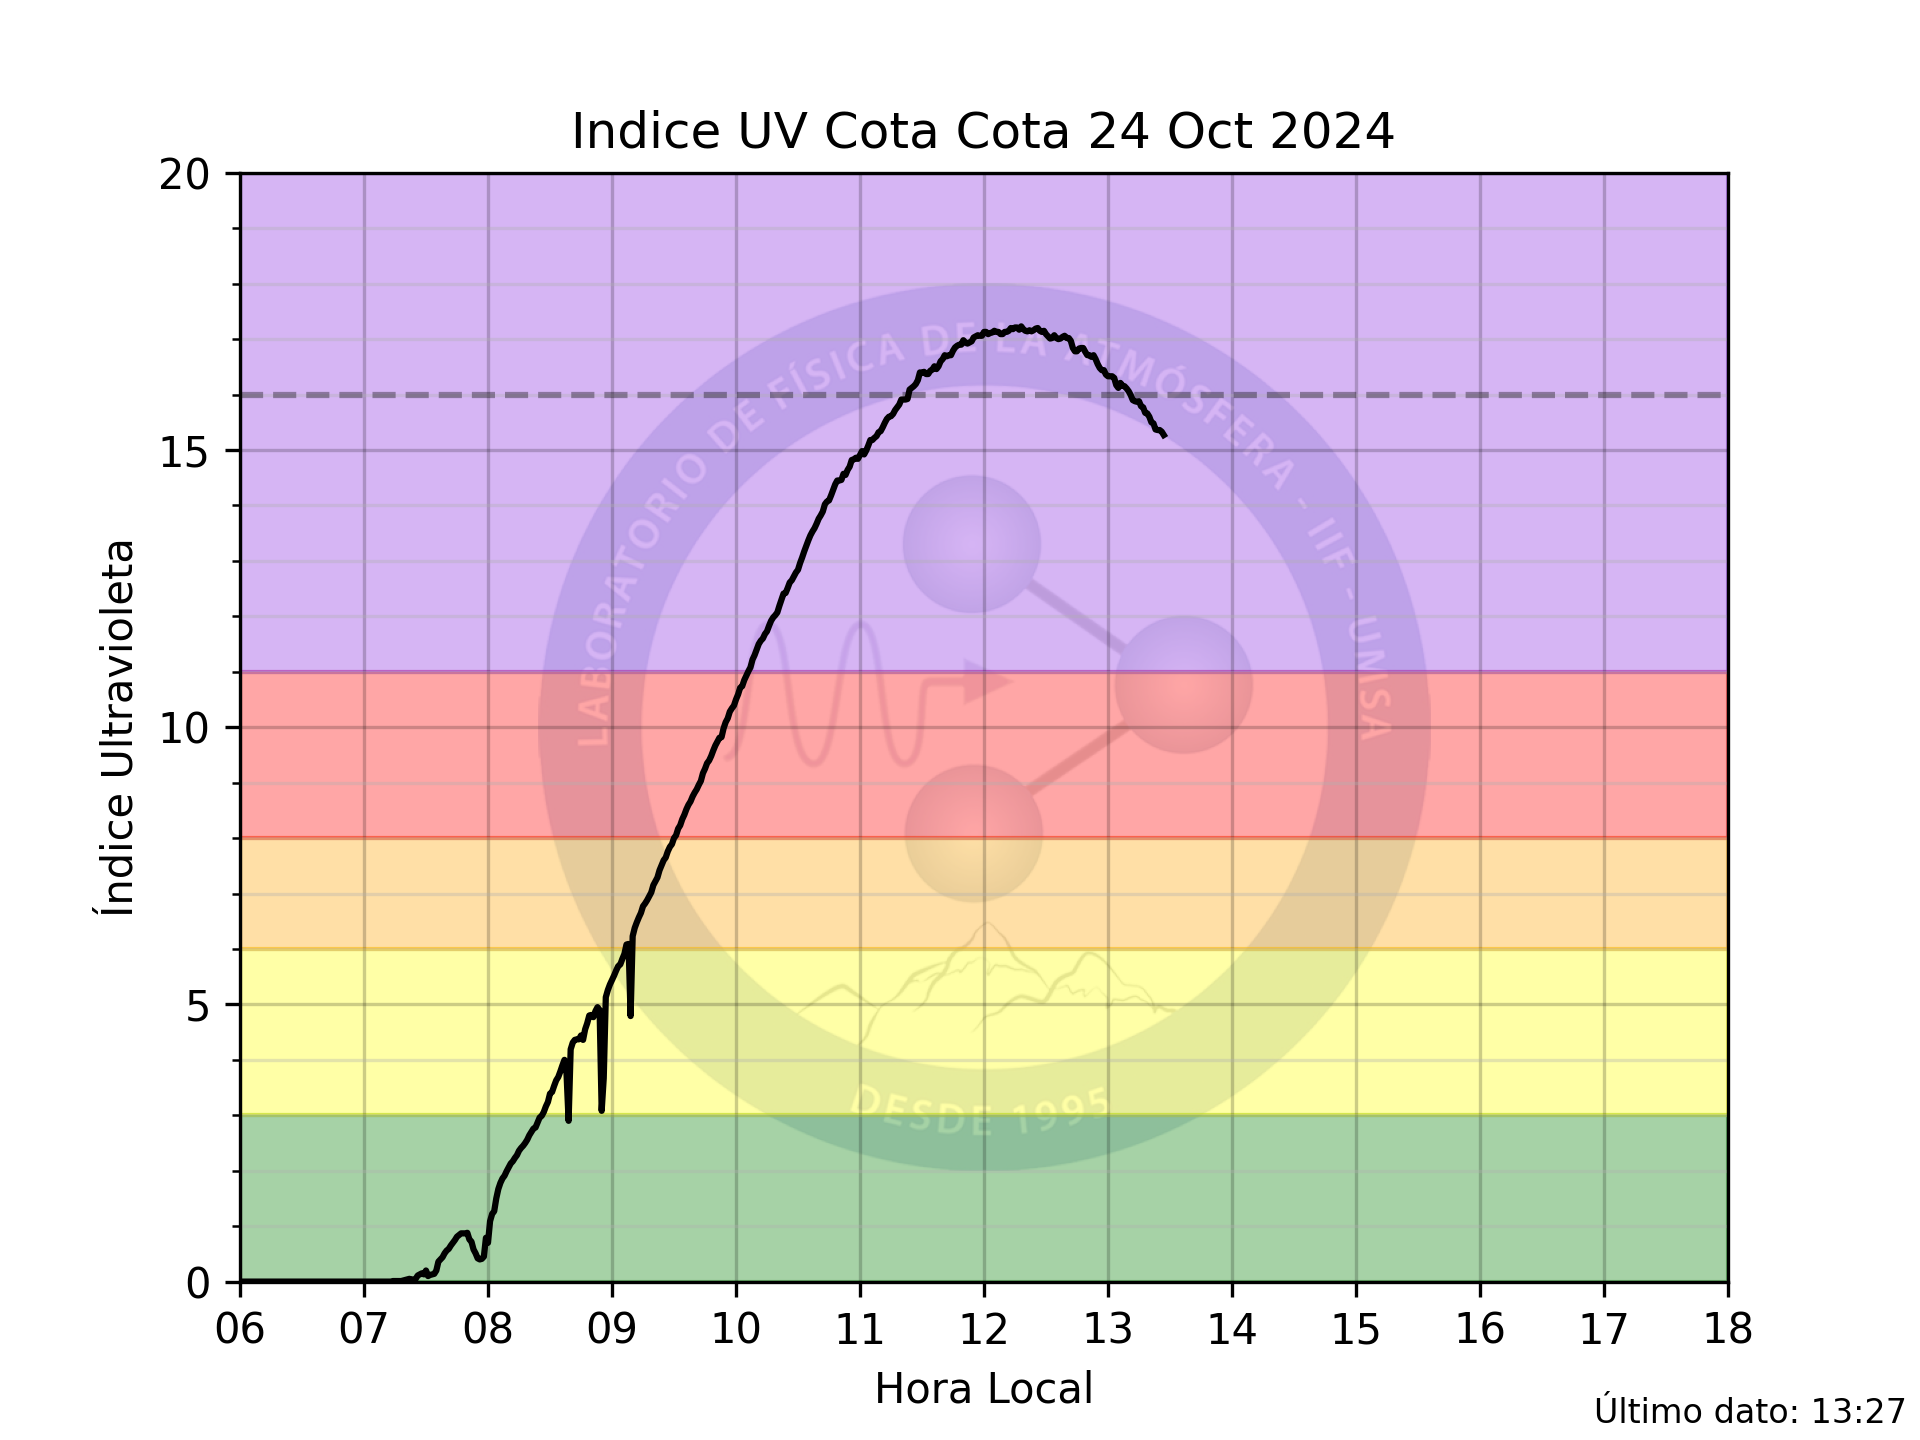 Indice UV Cota Cota 24 Oct 2024
20
15
10
5
0
Índice Ultravioleta
LABORATORIO DE FÍSICA DE LA ATMÓSFERA - IIF - UMSA
DESDE 1995
06 07 08 09 10 11 12 13 14 15 16 17 18
Hora Local
Último dato: 13:27